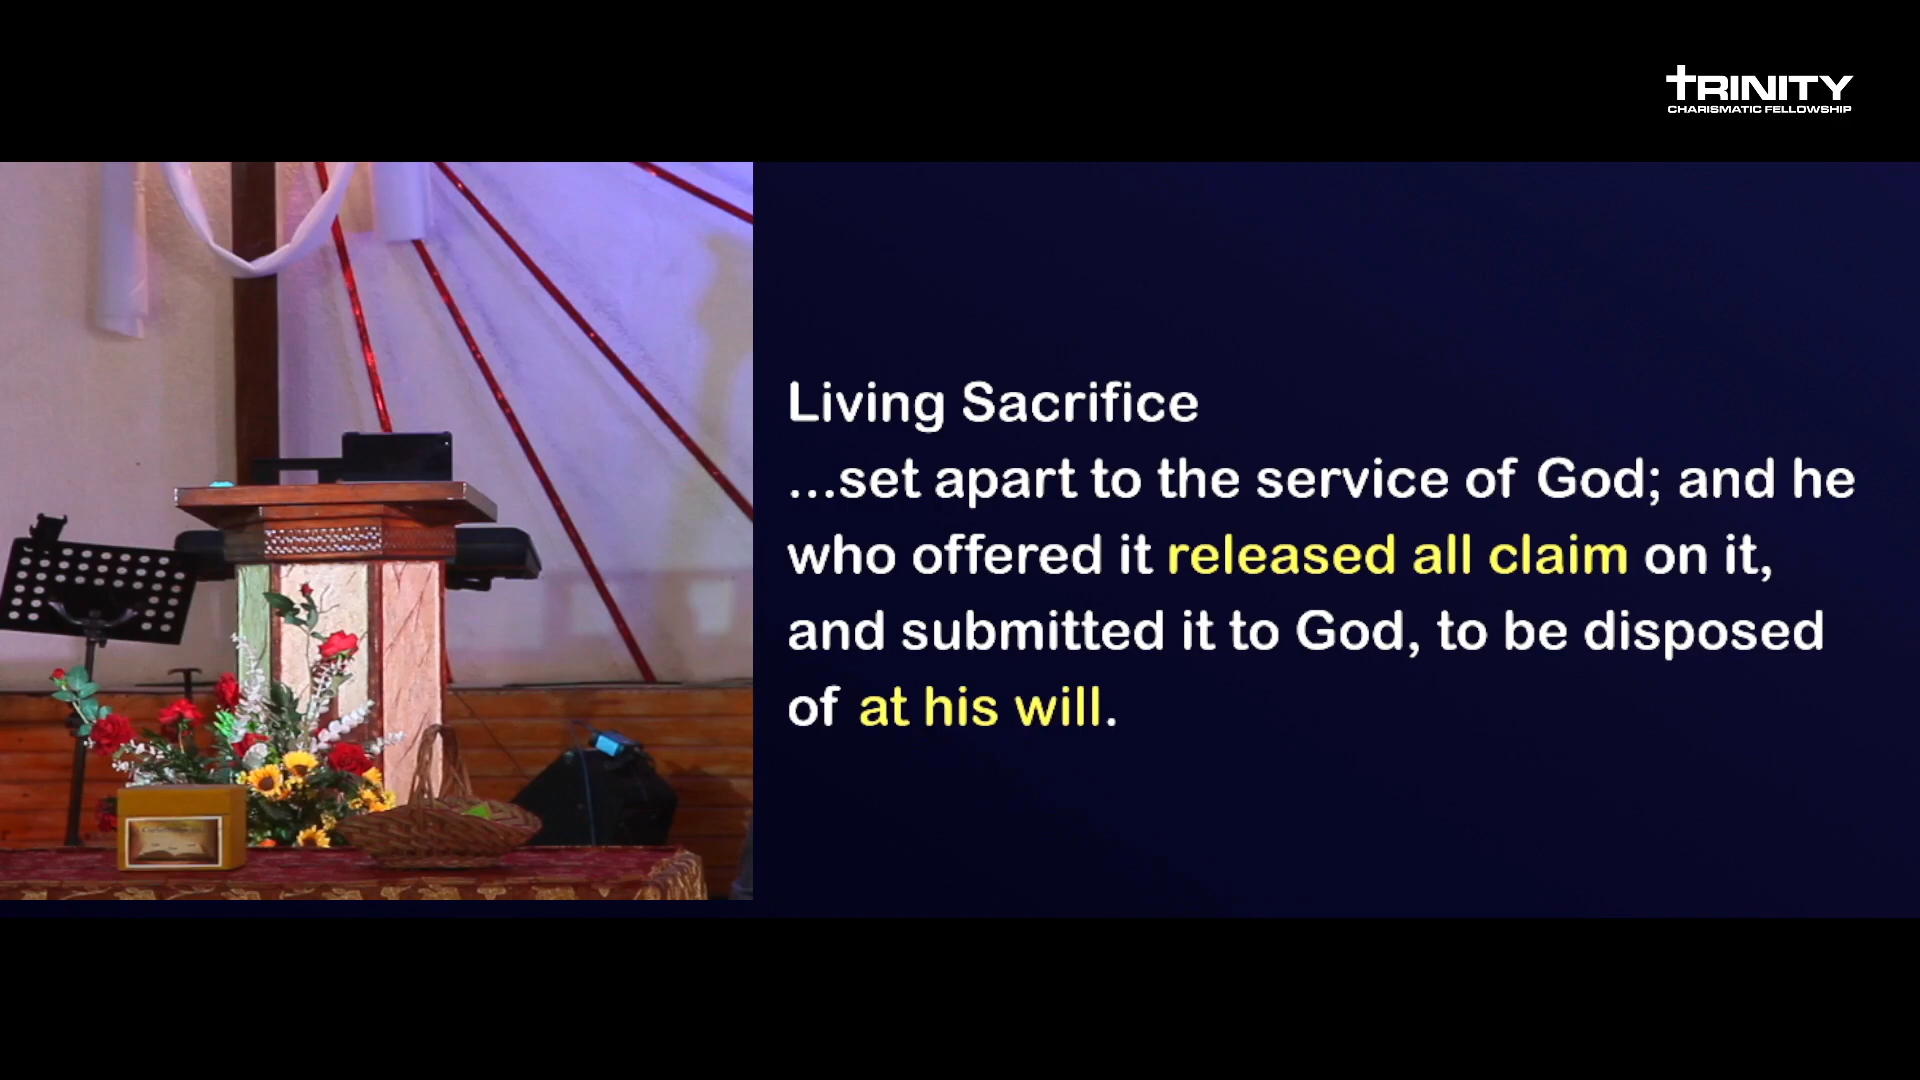 TRINITY
CHARISMATIC FELLOWSHIP
Living Sacrifice
...set apart to the service of God; and he
who offered it released all claim on it,
and submitted it to God, to be disposed
of at his will.